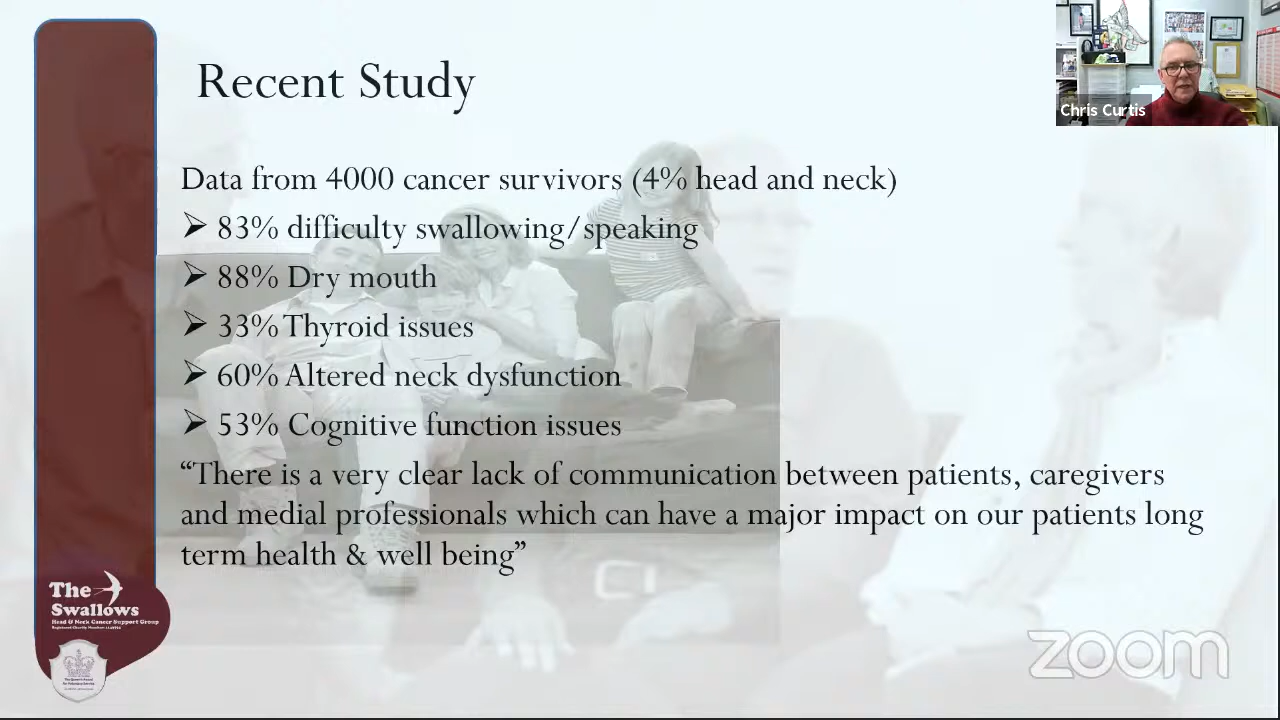 Recent Study
Chris Curtis
Data from 4000 cancer survivors (4% head and neck)
➢ 83% difficulty swallowing/speaking
➢ 88% Dry mouth
➢ 33% Thyroid issues
➢ 60% Altered neck dysfunction
➢ 53% Cognitive function issues
“There is a very clear lack of communication between patients, caregivers
and medial professionals which can have a major impact on our patients long
term health & well being”
The
Swallows
Head & Neck Cancer Support Group
zoom